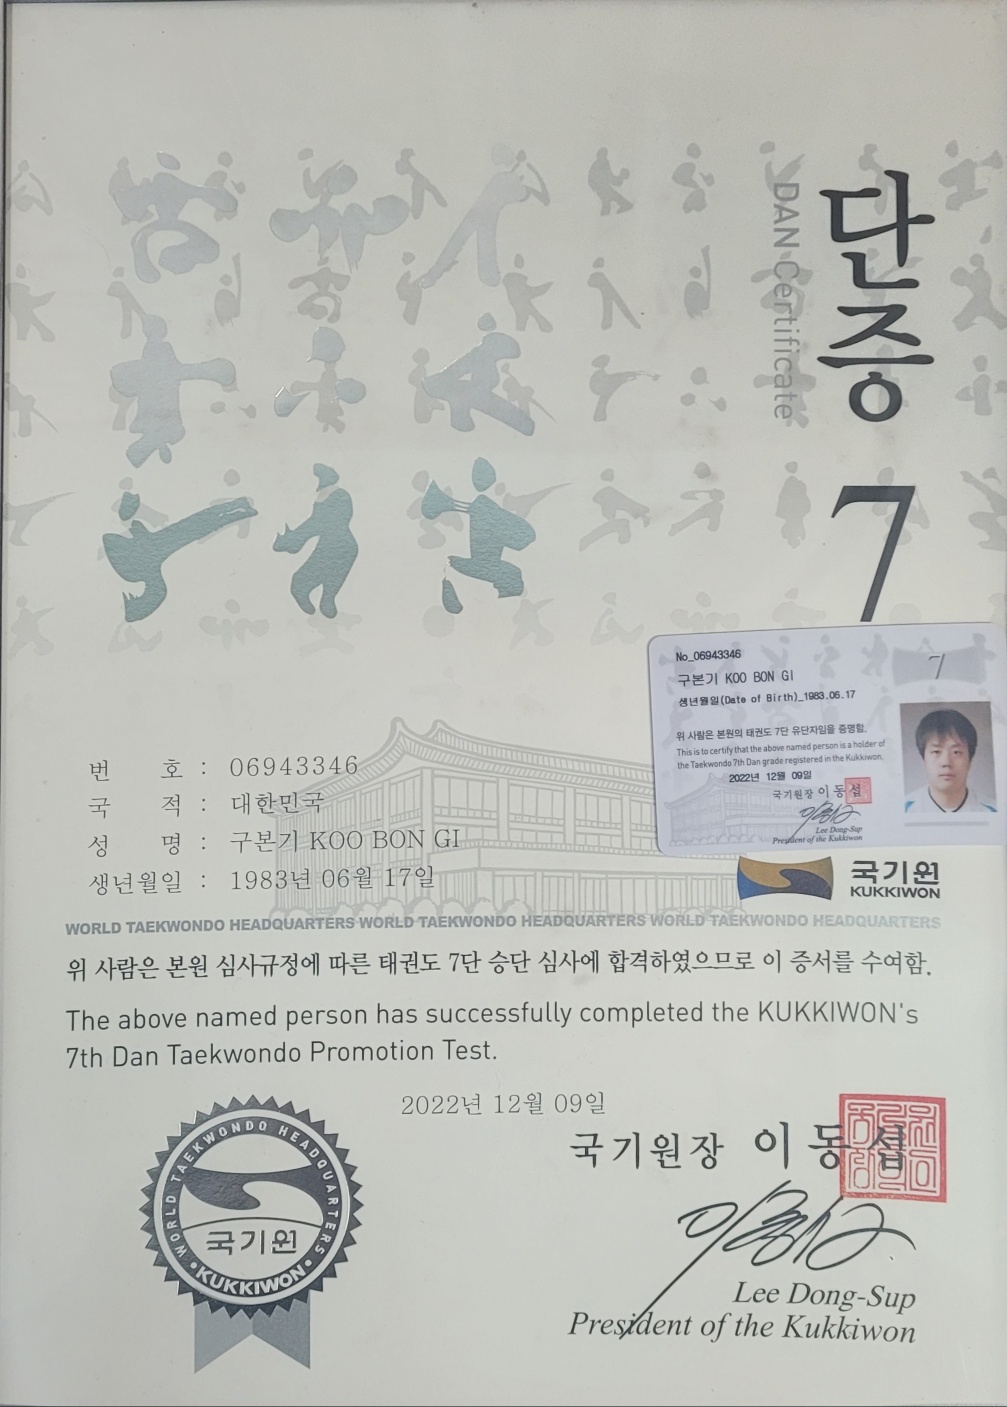 단증
DAN Certificate
7
No_06943346
구본기 KOO BON GI
생년월일(Date of Birth)_1983.06.17
위 사람은 본원의 태권도 7단 유단자임을 증명함.
This is to certify that the above named person is a holder of
the Taekwondo 7th Dan grade registered in the Kukkiwon.
2022년 12월 09일
국기원장 이동섭
Lee Dong-Sup
President of the Kukkiwon
7
번 호 : 06943346
국 적 : 대한민국
성 명 : 구본기 KOO BON GI
생년월일 : 1983년 06월 17일
국기원
KUKKIWON
WORLD TAEKWONDO HEADQUARTERS WORLD TAEKWONDO HEADQUARTERS WORLD TAEKWONDO HEADQUARTERS
위 사람은 본원 심사규정에 따른 태권도 7단 승단 심사에 합격하였으므로 이 증서를 수여함.
The above named person has successfully completed the KUKKIWON's
7th Dan Taekwondo Promotion Test.
2022년 12월 09일
국기원장 이동섭
Lee Dong-Sup
President of the Kukkiwon
WORLD TAEKWONDO HEADQUARTERS
국기원
KUKKIWON